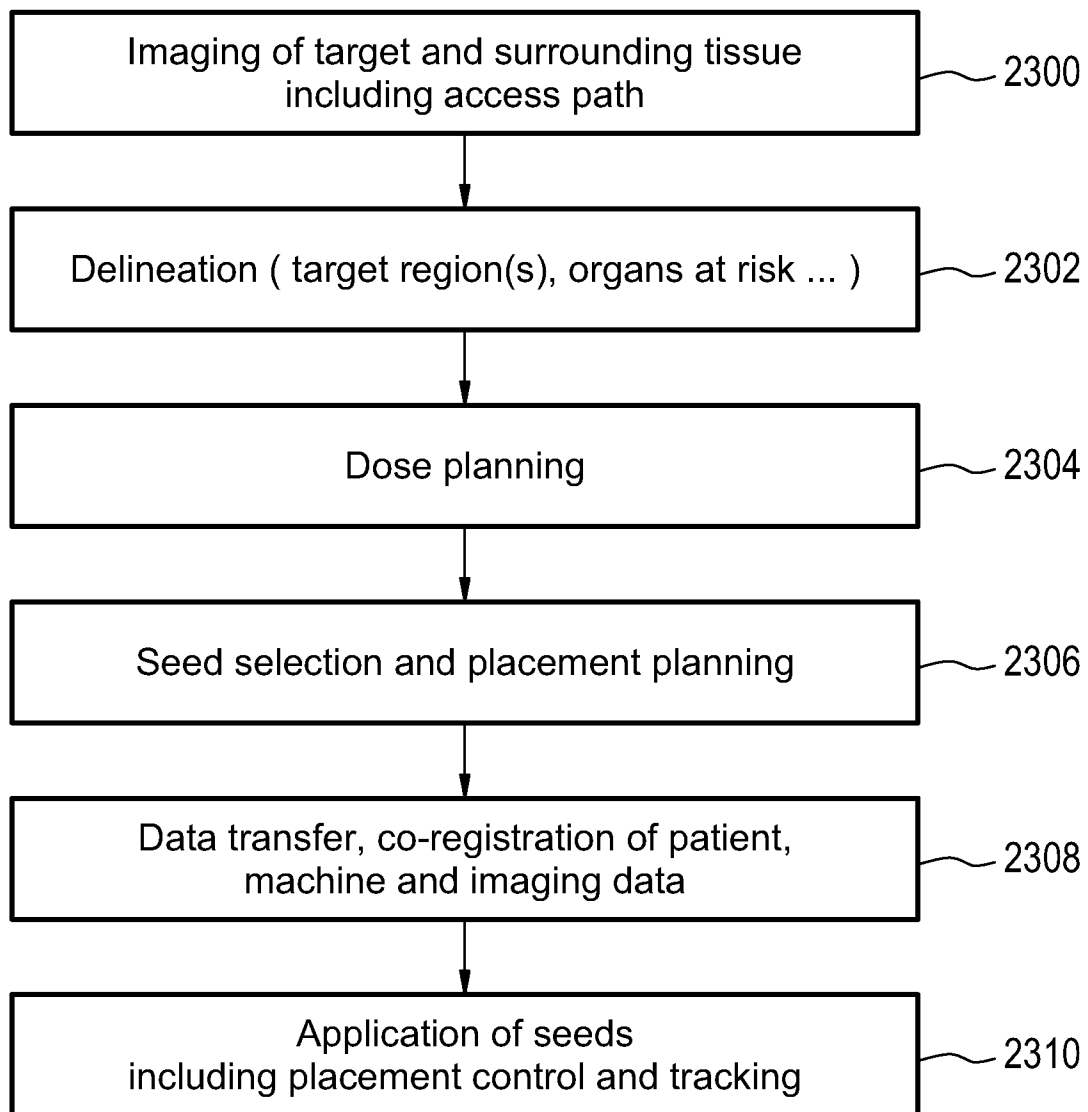 Imaging of target and surrounding tissue
including access path
2300
Delineation ( target region(s), organs at risk ... )
2302
Dose planning
2304
Seed selection and placement planning
2306
Data transfer, co-registration of patient,
machine and imaging data
2308
Application of seeds
including placement control and tracking
2310